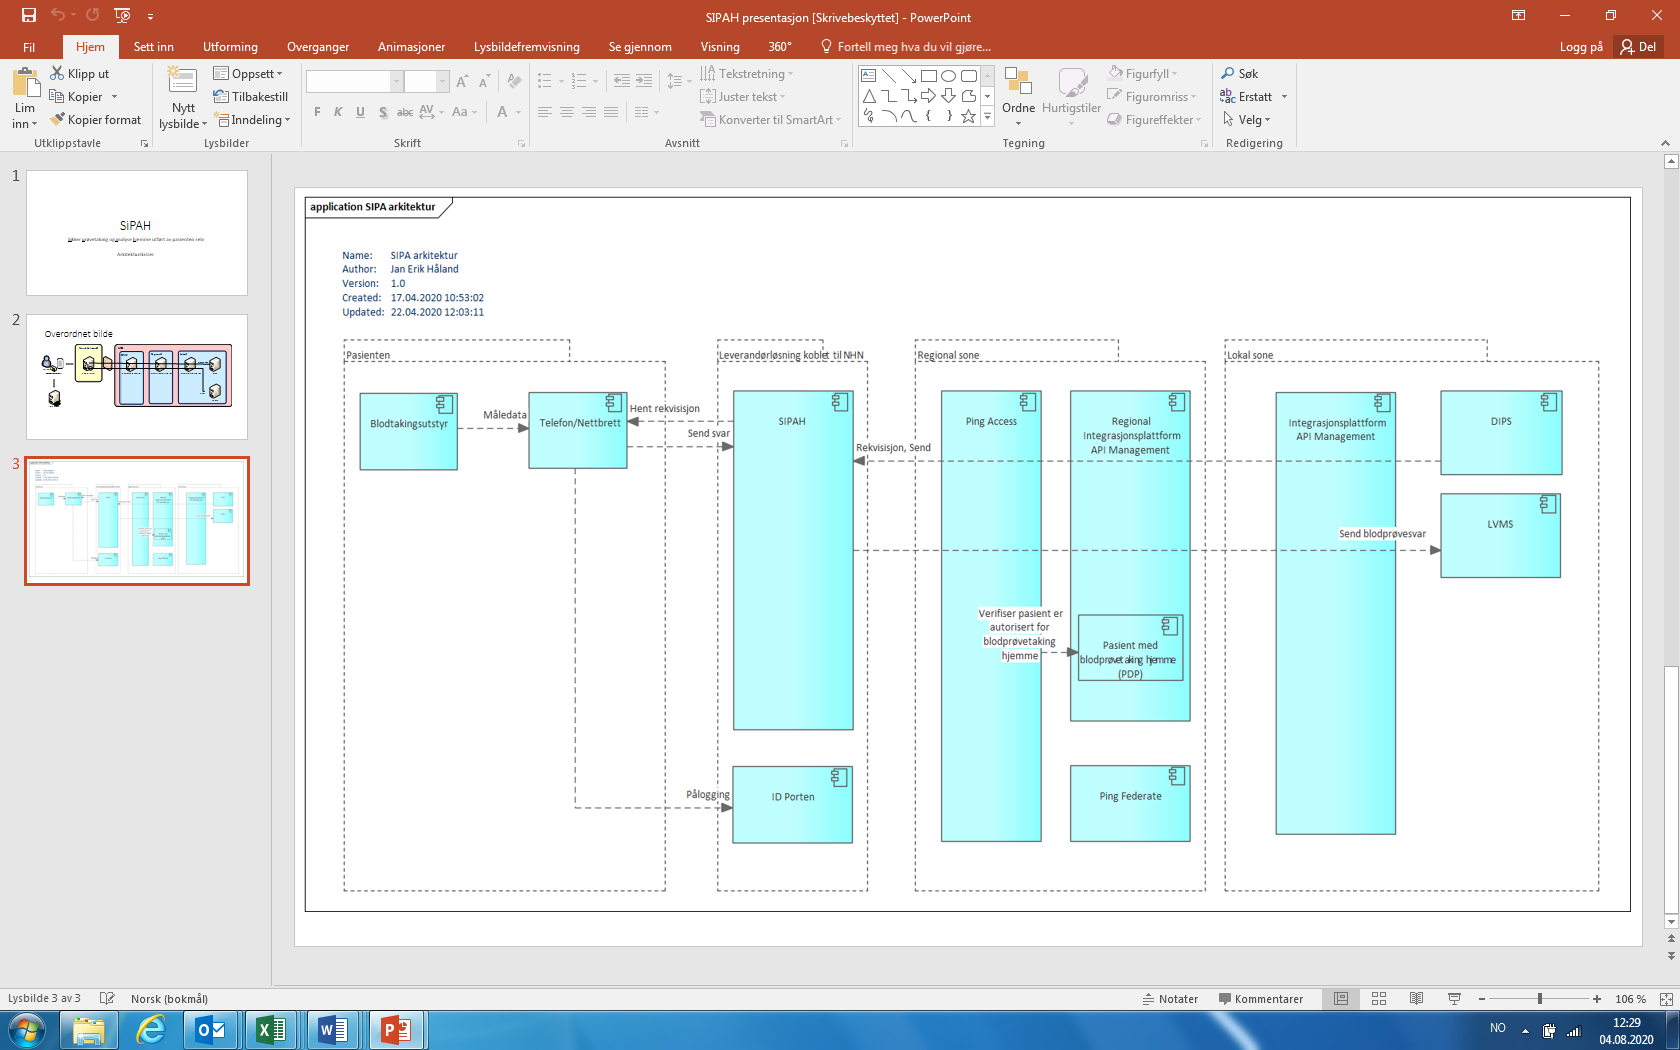 SIPAH presentasjon [Skrivebeskyttet] - PowerPoint
Fil
Hjem
Sett inn
Utforming
Overganger
Animasjoner
Lysbildefremvisning
Se gjennom
Visning
360°
Fortell meg hva du vil gjøre...
Logg på
Del
Lim
inn
Klipp ut
Kopier
Kopier format
Utklippstavle
Nytt
lysbilde
Oppsett
Tilbakestill
Inndeling
Lysbilder
F K U S abc AV Aa A
Skrift
Tekstretning
Juster tekst
Konverter til SmartArt
Avsnitt
Ordne
Hurtigstiler
Figurfyll
Figuromriss
Figureffekter
Tegning
Søk
Erstatt
Velg
Redigering
1
SiPAH
2
Overordnet bilde
3
application SIPA arkitektur
Name: SIPA arkitektur
Author: Jan Erik Håland
Version: 1.0
Created: 17.04.2020 10:53:02
Updated: 22.04.2020 12:03:11
Pasienten
Leverandørløsning koblet til NHN
Regional sone
Lokal sone
Blodtakingsutstyr
Måledata
Telefon/Nettbrett
Hent rekvisisjon
Send svar
SIPAH
Rekvisisjon, Send
Ping Access
Regional
Integrasjonsplattform
API Management
Integrasjonsplattform
API Management
DIPS
LVMS
Send blodprøvesvar
Verifiser pasient er
autorisert for
blodprøvetaking
hjemme
Pasient med
blodprøvetaking hjemme
(PDP)
Pålogging
ID Porten
Ping Federate
Lysbilde 3 av 3
Norsk (bokmål)
Notater
Kommentarer
106 %
NO
12:29
04.08.2020